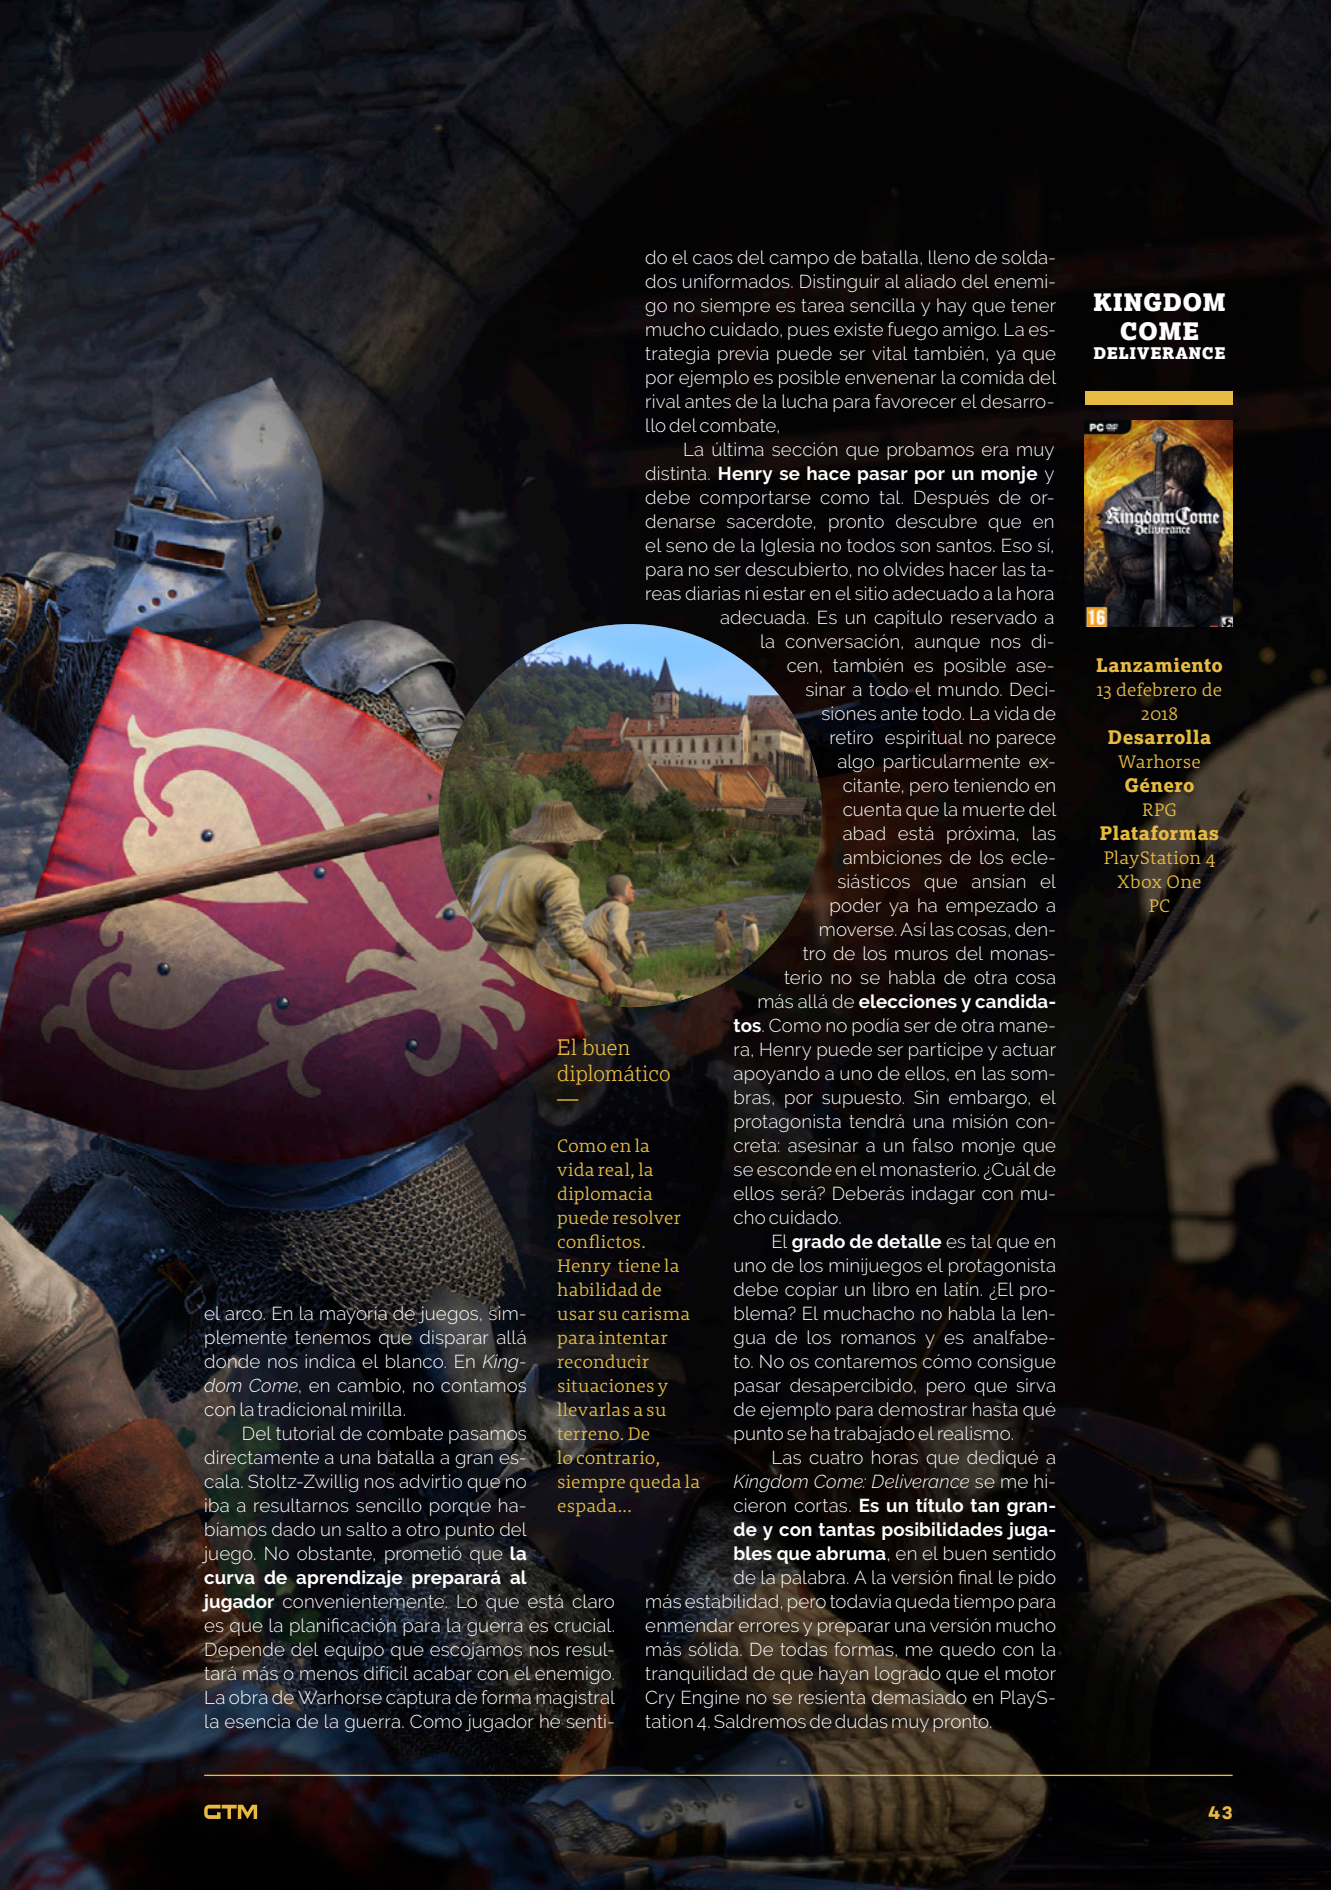 el arco. En la mayoría de juegos, sim-
plemente tenemos que disparar allá
donde nos indica el blanco. En King-
dom Come, en cambio, no contamos
con la tradicional mirilla.
Del tutorial de combate pasamos
directamente a una batalla a gran es-
cala. Stoltz-Zwillig nos advirtio que no
iba a resultarnos sencillo porque ha-
bíamos dado un salto a otro punto del
juego. No obstante, prometió que la
curva de aprendizaje preparará al
jugador convenientemente. Lo que está claro
es que la planificación para la guerra es crucial.
Depende del equipo que escojamos nos resul-
tará más o menos difícil acabar con el enemigo.
La obra de Warhorse captura de forma magistral
la esencia de la guerra. Como jugador he senti-
El buen
diplomático
—
Como en la
vida real, la
diplomacia
puede resolver
conflictos.
Henry tiene la
habilidad de
usar su carisma
para intentar
reconducir
situaciones y
llevarlas a su
terreno. De
lo contrario,
siempre queda la
espada...
do el caos del campo de batalla, lleno de solda-
dos uniformados. Distinguir al aliado del enemi-
go no siempre es tarea sencilla y hay que tener
mucho cuidado, pues existe fuego amigo. La es-
trategia previa puede ser vital también, ya que
por ejemplo es posible envenenar la comida del
rival antes de la lucha para favorecer el desarro-
llo del combate,
La última sección que probamos era muy
distinta. Henry se hace pasar por un monje y
debe comportarse como tal. Después de or-
denarse sacerdote, pronto descubre que en
el seno de la Iglesia no todos son santos. Eso sí,
para no ser descubierto, no olvides hacer las ta-
reas diarias ni estar en el sitio adecuado a la hora
adecuada. Es un capítulo reservado a
la conversación, aunque nos di-
cen, también es posible ase-
sinar a todo el mundo. Deci-
siones ante todo. La vida de
retiro espiritual no parece
algo particularmente ex-
citante, pero teniendo en
cuenta que la muerte del
abad está próxima, las
ambiciones de los ecle-
siásticos que ansían el
poder ya ha empezado a
moverse. Así las cosas, den-
tro de los muros del monas-
terio no se habla de otra cosa
más allá de elecciones y candida-
tos. Como no podía ser de otra mane-
ra, Henry puede ser partícipe y actuar
apoyando a uno de ellos, en las som-
bras, por supuesto. Sin embargo, el
protagonista tendrá una misión con-
creta: asesinar a un falso monje que
se esconde en el monasterio. ¿Cuál de
ellos será? Deberás indagar con mu-
cho cuidado.
El grado de detalle es tal que en
uno de los minijuegos el protagonista
debe copiar un libro en latín. ¿El pro-
blema? El muchacho no habla la len-
gua de los romanos y es analfabe-
to. No os contaremos cómo consigue
pasar desapercibido, pero que sirva
de ejemplo para demostrar hasta qué
punto se ha trabajado el realismo.
Las cuatro horas que dediqué a
Kingdom Come: Deliverance se me hi-
cieron cortas. Es un título tan gran-
de y con tantas posibilidades juga-
bles que abruma, en el buen sentido
de la palabra. A la versión final le pido
más estabilidad, pero todavía queda tiempo para
enmendar errores y preparar una versión mucho
más sólida. De todas formas, me quedo con la
tranquilidad de que hayan logrado que el motor
Cry Engine no se resienta demasiado en PlayS-
tation 4. Saldremos de dudas muy pronto.
KINGDOM
COME
DELIVERANCE
PC DVD
Kingdom Come
Deliverance
16
Lanzamiento
13 defebrero de
2018
Desarrolla
Warhorse
Género
RPG
Plataformas
PlayStation 4
Xbox One
PC
GTM
43